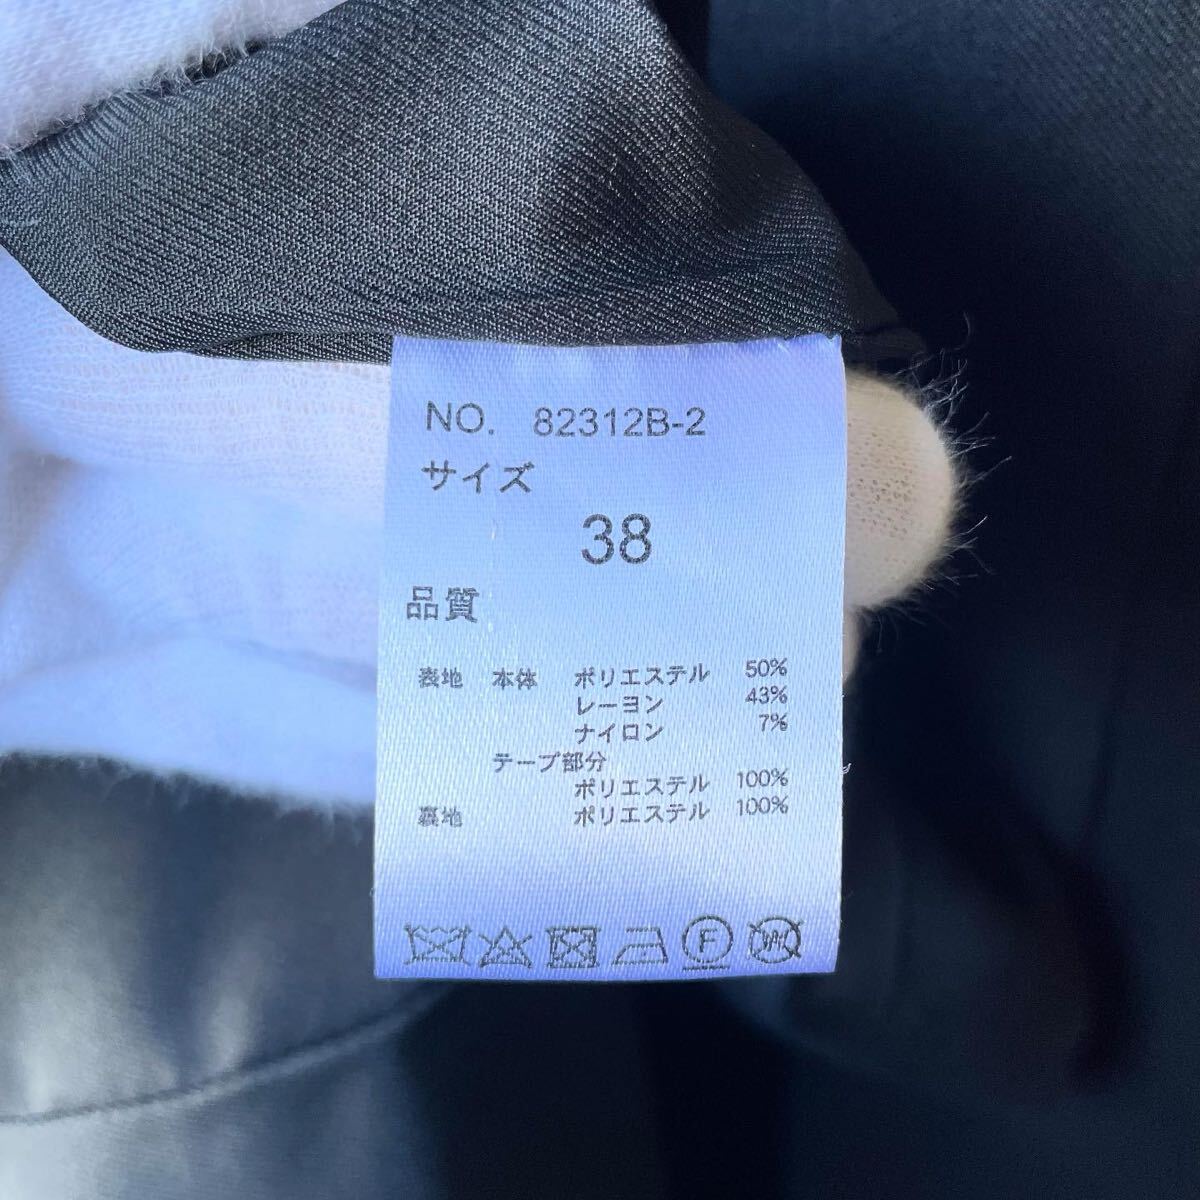 NO. 82312B-2
サイズ
38
品質
表地 本体 ポリエステル 50%
レーヨン 43%
ナイロン 7%
テープ部分
ポリエステル 100%
裏地 ポリエステル 100%
F W